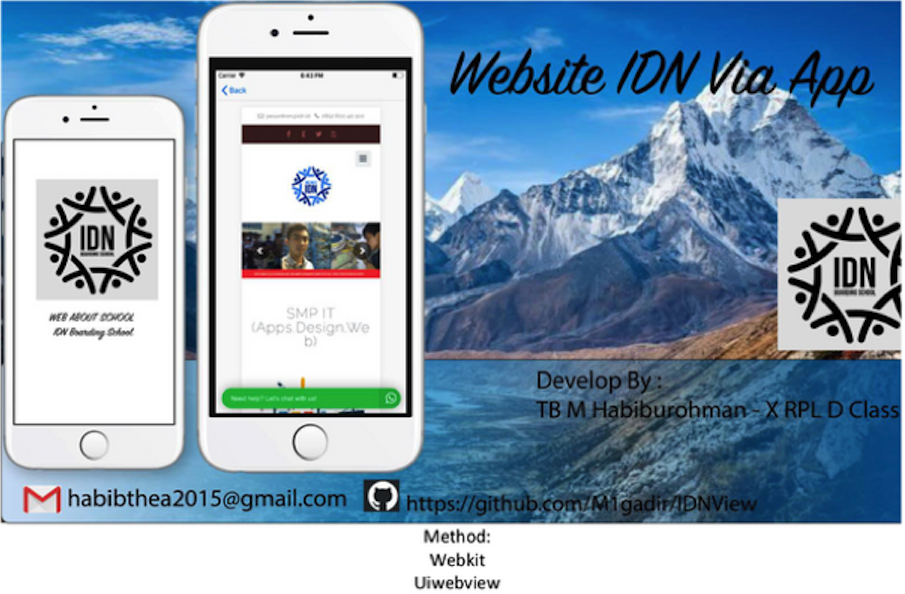 Website IDN Via App
IDN
BOARDING SCHOOL
WEB ABOUT SCHOOL
IDN Boarding School
Carrier
6:43 PM
Back
IDN
SMP IT
(Apps.Design.We
b)
Need help? Let's chat with us!
IDN
BOARDING SCHOOL
Develop By :
TB M Habiburohman - X RPL D Class
habibthea2015@gmail.com
https://github.com/M1gadir/IDNView
Method:
Webkit
Uiwebview